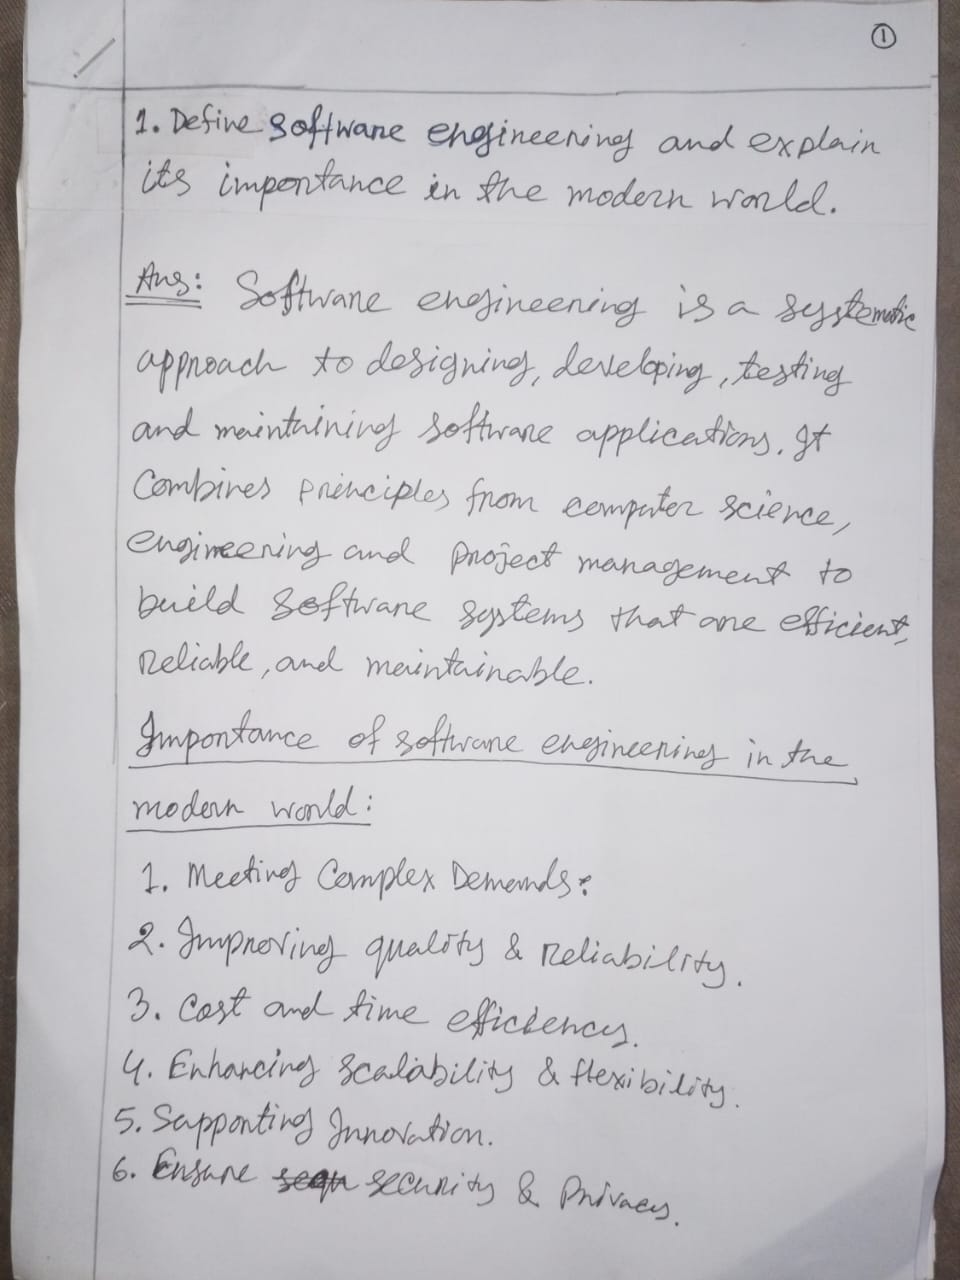 1
1. Define software engineering and explain
its importance in the modern world.
Ans: Software engineering is a systematic
approach to designing, developing, testing
and maintaining software applications. It
Combines principles from computer science,
engineering and project management to
build software systems that are efficient,
reliable, and maintainable.
Importance of software engineering in the
modern world:
1. Meeting Complex Demands:
2. Improving quality & reliability.
3. Cost and time efficiency.
4. Enhancing scalability & flexibility.
5. Supporting Innovation.
6. Ensure security & privacy.